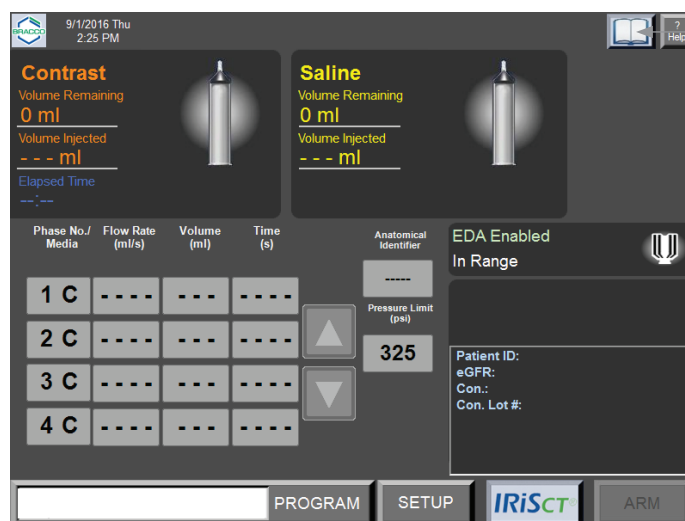 BRACCO
9/1/2016 Thu
2:25 PM
?
Help
Contrast
Volume Remaining
0 ml
Volume Injected
- - - ml
Elapsed Time
--:--
Saline
Volume Remaining
0 ml
Volume Injected
- - - ml
Phase No./ Media
Flow Rate (ml/s)
Volume (ml)
Time (s)
1 C - - - - - - - - - - -
2 C - - - - - - - - - - -
3 C - - - - - - - - - - -
4 C - - - - - - - - - - -
Anatomical
Identifier
-----
Pressure Limit
(psi)
325
EDA Enabled
In Range
Patient ID:
eGFR:
Con.:
Con. Lot #:
PROGRAM
SETUP
IRiSCT®
ARM